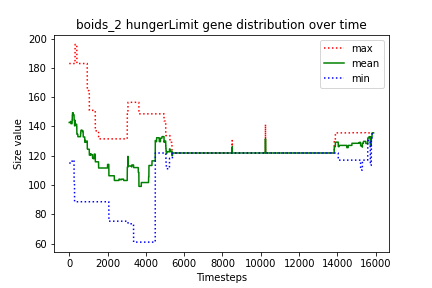 boids_2 hungerLimit gene distribution over time
200
180
160
140
120
100
80
60
Size value
max
mean
min
0 2000 4000 6000 8000 10000 12000 14000 16000
Timesteps